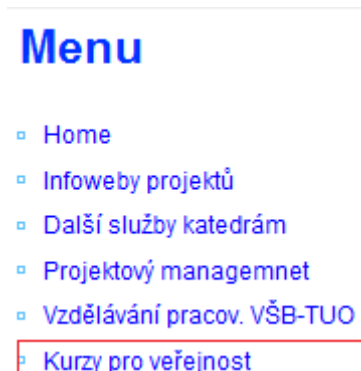 Menu
Home
Infoweby projektů
Další služby katedrám
Projektový managemnet
Vzdělávání pracov. VŠB-TUO
Kurzy pro veřejnost